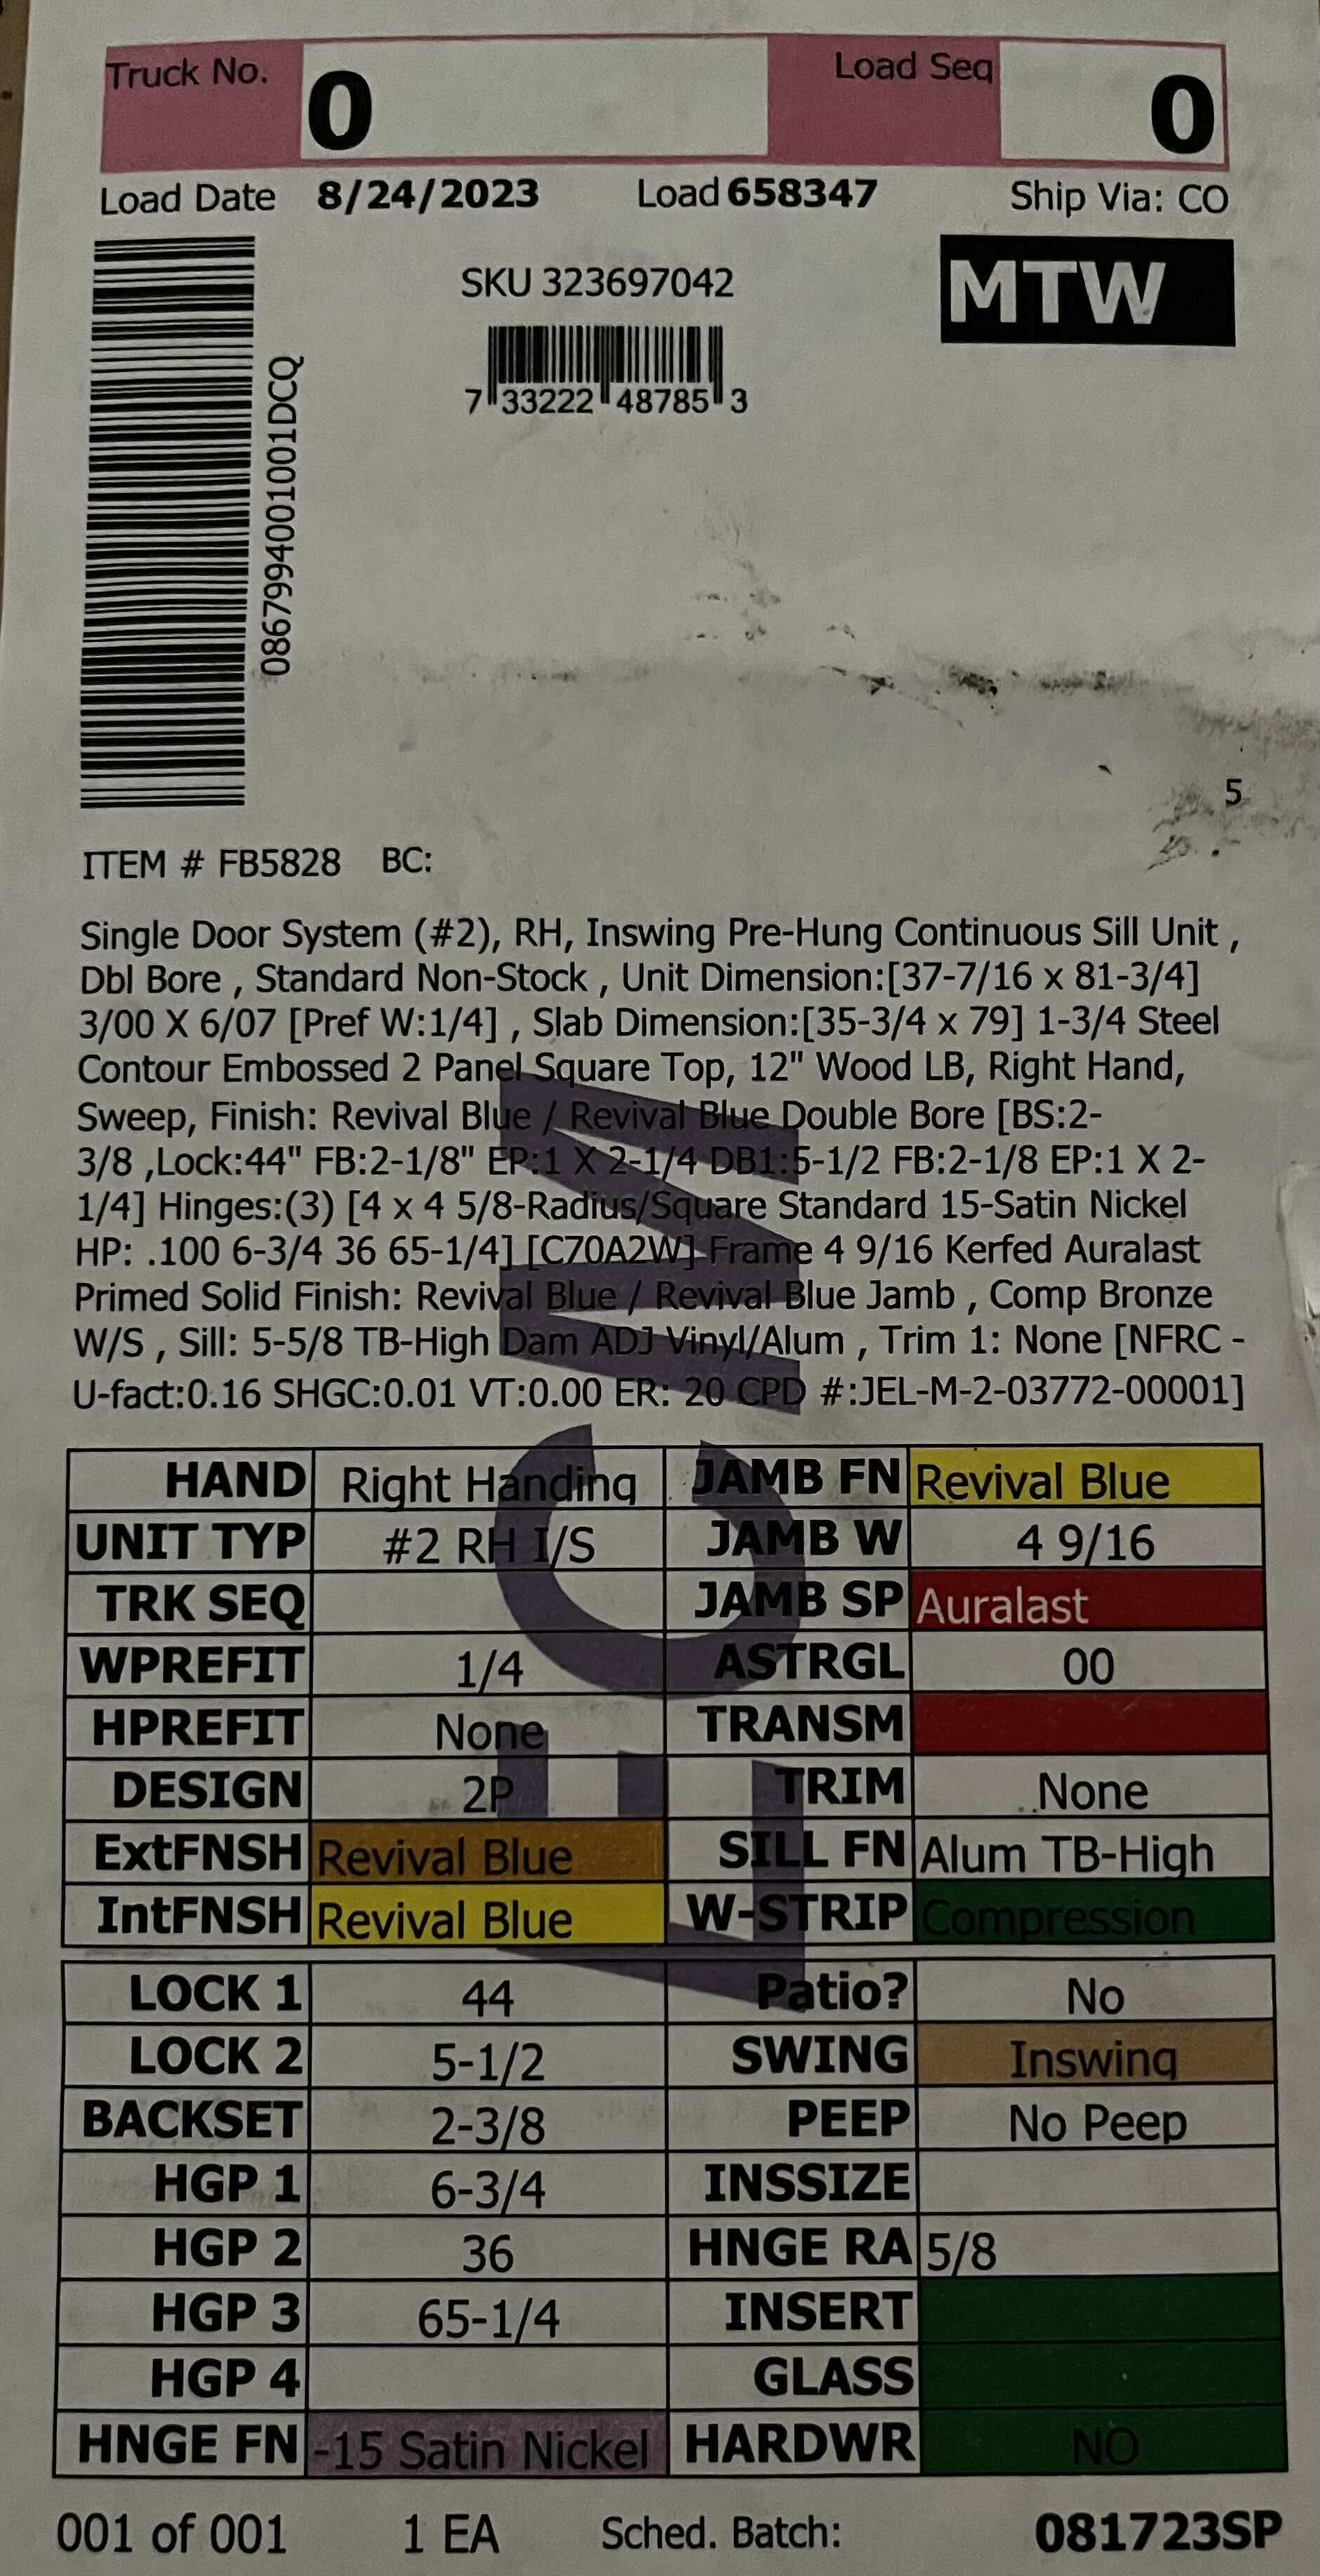 Truck No. 0 Load Seq 0
Load Date 8/24/2023 Load 658347 Ship Via: CO
SKU 323697042 MTW
7 33222 48785 3
0867994001001DCQ
5
ITEM # FB5828 BC:
Single Door System (#2), RH, Inswing Pre-Hung Continuous Sill Unit ,
Dbl Bore , Standard Non-Stock , Unit Dimension:[37-7/16 x 81-3/4]
3/00 X 6/07 [Pref W:1/4] , Slab Dimension:[35-3/4 x 79] 1-3/4 Steel
Contour Embossed 2 Panel Square Top, 12" Wood LB, Right Hand,
Sweep, Finish: Revival Blue / Revival Blue Double Bore [BS:2-
3/8 ,Lock:44" FB:2-1/8" EP:1 X 2-1/4 DB1:5-1/2 FB:2-1/8 EP:1 X 2-
1/4] Hinges:(3) [4 x 4 5/8-Radius/Square Standard 15-Satin Nickel
HP: .100 6-3/4 36 65-1/4] [C70A2W] Frame 4 9/16 Kerfed Auralast
Primed Solid Finish: Revival Blue / Revival Blue Jamb , Comp Bronze
W/S , Sill: 5-5/8 TB-High Dam ADJ Vinyl/Alum , Trim 1: None [NFRC -
U-fact:0.16 SHGC:0.01 VT:0.00 ER: 20 CPD #:JEL-M-2-03772-00001]
HAND Right Handing JAMB FN Revival Blue
UNIT TYP #2 RH I/S JAMB W 4 9/16
TRK SEQ JAMB SP Auralast
WPREFIT 1/4 ASTRGL 00
HPREFIT None TRANSM
DESIGN 2P TRIM None
ExtFNSH Revival Blue SILL FN Alum TB-High
IntFNSH Revival Blue W-STRIP Compression
LOCK 1 44 Patio? No
LOCK 2 5-1/2 SWING Inswing
BACKSET 2-3/8 PEEP No Peep
HGP 1 6-3/4 INSSIZE
HGP 2 36 HNGE RA 5/8
HGP 3 65-1/4 INSERT
HGP 4 GLASS
HNGE FN -15 Satin Nickel HARDWR NO
001 of 001 1 EA Sched. Batch: 081723SP